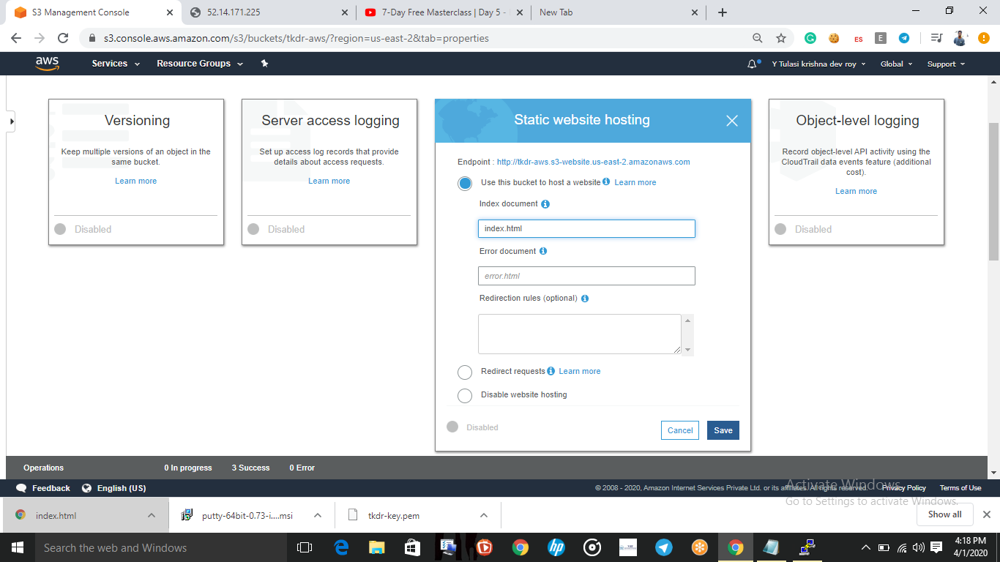 S3 Management Console
52.14.171.225
7-Day Free Masterclass | Day 5 -
New Tab
s3.console.aws.amazon.com/s3/buckets/tkdr-aws/?region=us-east-2&tab=properties
ES
E
aws
Services
Resource Groups
Y Tulasi krishna dev roy
Global
Support
Versioning
Keep multiple versions of an object in the
same bucket.
Learn more
Disabled
Server access logging
Set up access log records that provide
details about access requests.
Learn more
Disabled
Static website hosting
Endpoint : http://tkdr-aws.s3-website.us-east-2.amazonaws.com
Use this bucket to host a website Learn more
Index document
index.html
Error document
error.html
Redirection rules (optional)
Redirect requests Learn more
Disable website hosting
Disabled
Cancel
Save
Object-level logging
Record object-level API activity using the
CloudTrail data events feature (additional
cost).
Learn more
Disabled
Operations
0 In progress
3 Success
0 Error
Feedback
English (US)
© 2008 - 2020, Amazon Internet Services Private Ltd. or its affiliates. All rights reserved.
Privacy Policy
Terms of Use
Activate Windows
Go to Settings to activate Windows.
index.html
putty-64bit-0.73-i....msi
tkdr-key.pem
Show all
Search the web and Windows
hp
4:18 PM
4/1/2020